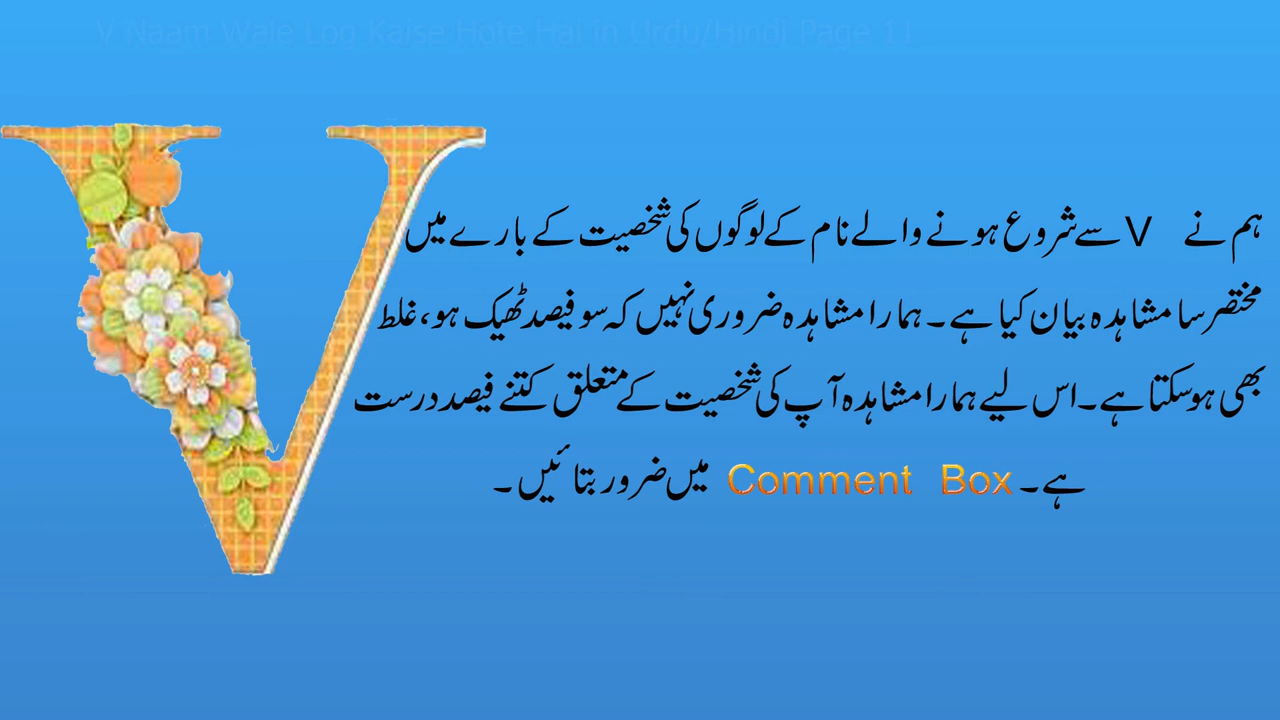 V Naam Wale Log Kaise Hote Hai in Urdu/Hindi Page 11
ہم نے V سے شروع ہونے والے نام کے لوگوں کی شخصیت کے بارے میں
مختصر سا مشاہدہ بیان کیا ہے۔ ہمارا مشاہدہ ضروری نہیں کہ سو فیصد ٹھیک ہو، غلط
بھی ہو سکتا ہے۔ اس لیے ہمارا مشاہدہ آپ کی شخصیت کے متعلق کتنے فیصد درست
ہے۔ Comment Box میں ضرور بتائیں۔